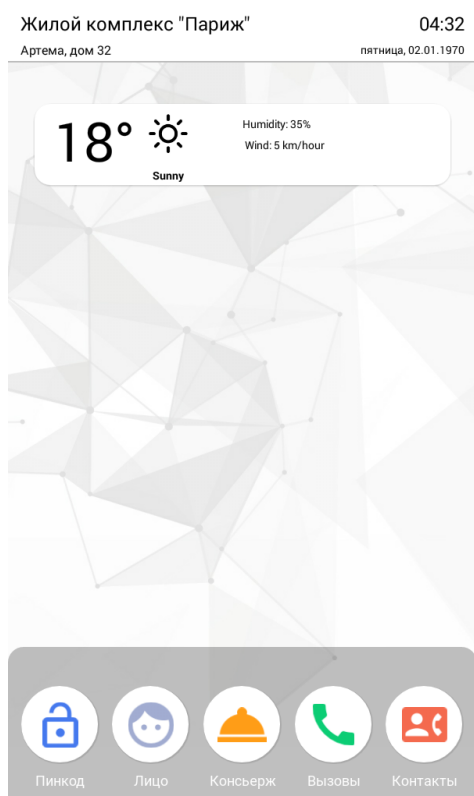 Жилой комплекс "Париж" 04:32
Артема, дом 32 пятница, 02.01.1970
18° Humidity: 35%
Wind: 5 km/hour
Sunny
Пинкод Лицо Консьерж Вызовы Контакты